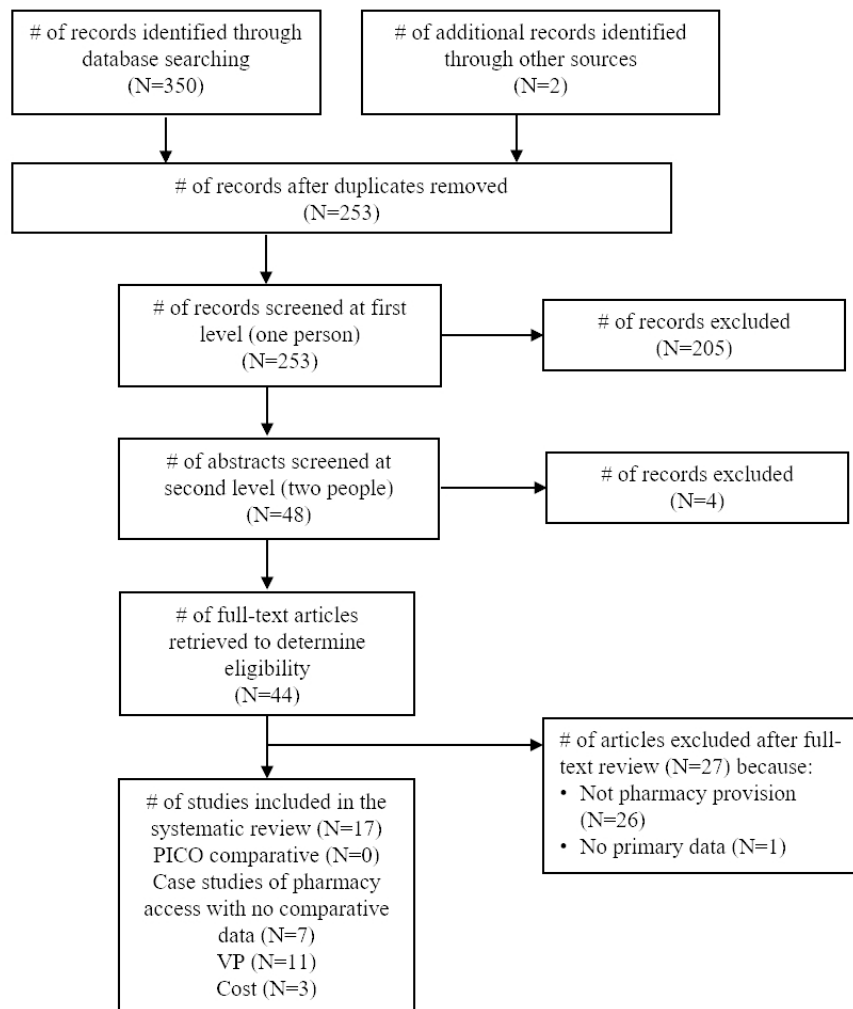 # of records identified through
database searching
(N=350)
# of additional records identified
through other sources
(N=2)
# of records after duplicates removed
(N=253)
# of records screened at first
level (one person)
(N=253)
# of records excluded
(N=205)
# of abstracts screened at
second level (two people)
(N=48)
# of records excluded
(N=4)
# of full-text articles
retrieved to determine
eligibility
(N=44)
# of articles excluded after full-
text review (N=27) because:
• Not pharmacy provision
(N=26)
• No primary data (N=1)
# of studies included in the
systematic review (N=17)
PICO comparative (N=0)
Case studies of pharmacy
access with no comparative
data (N=7)
VP (N=11)
Cost (N=3)